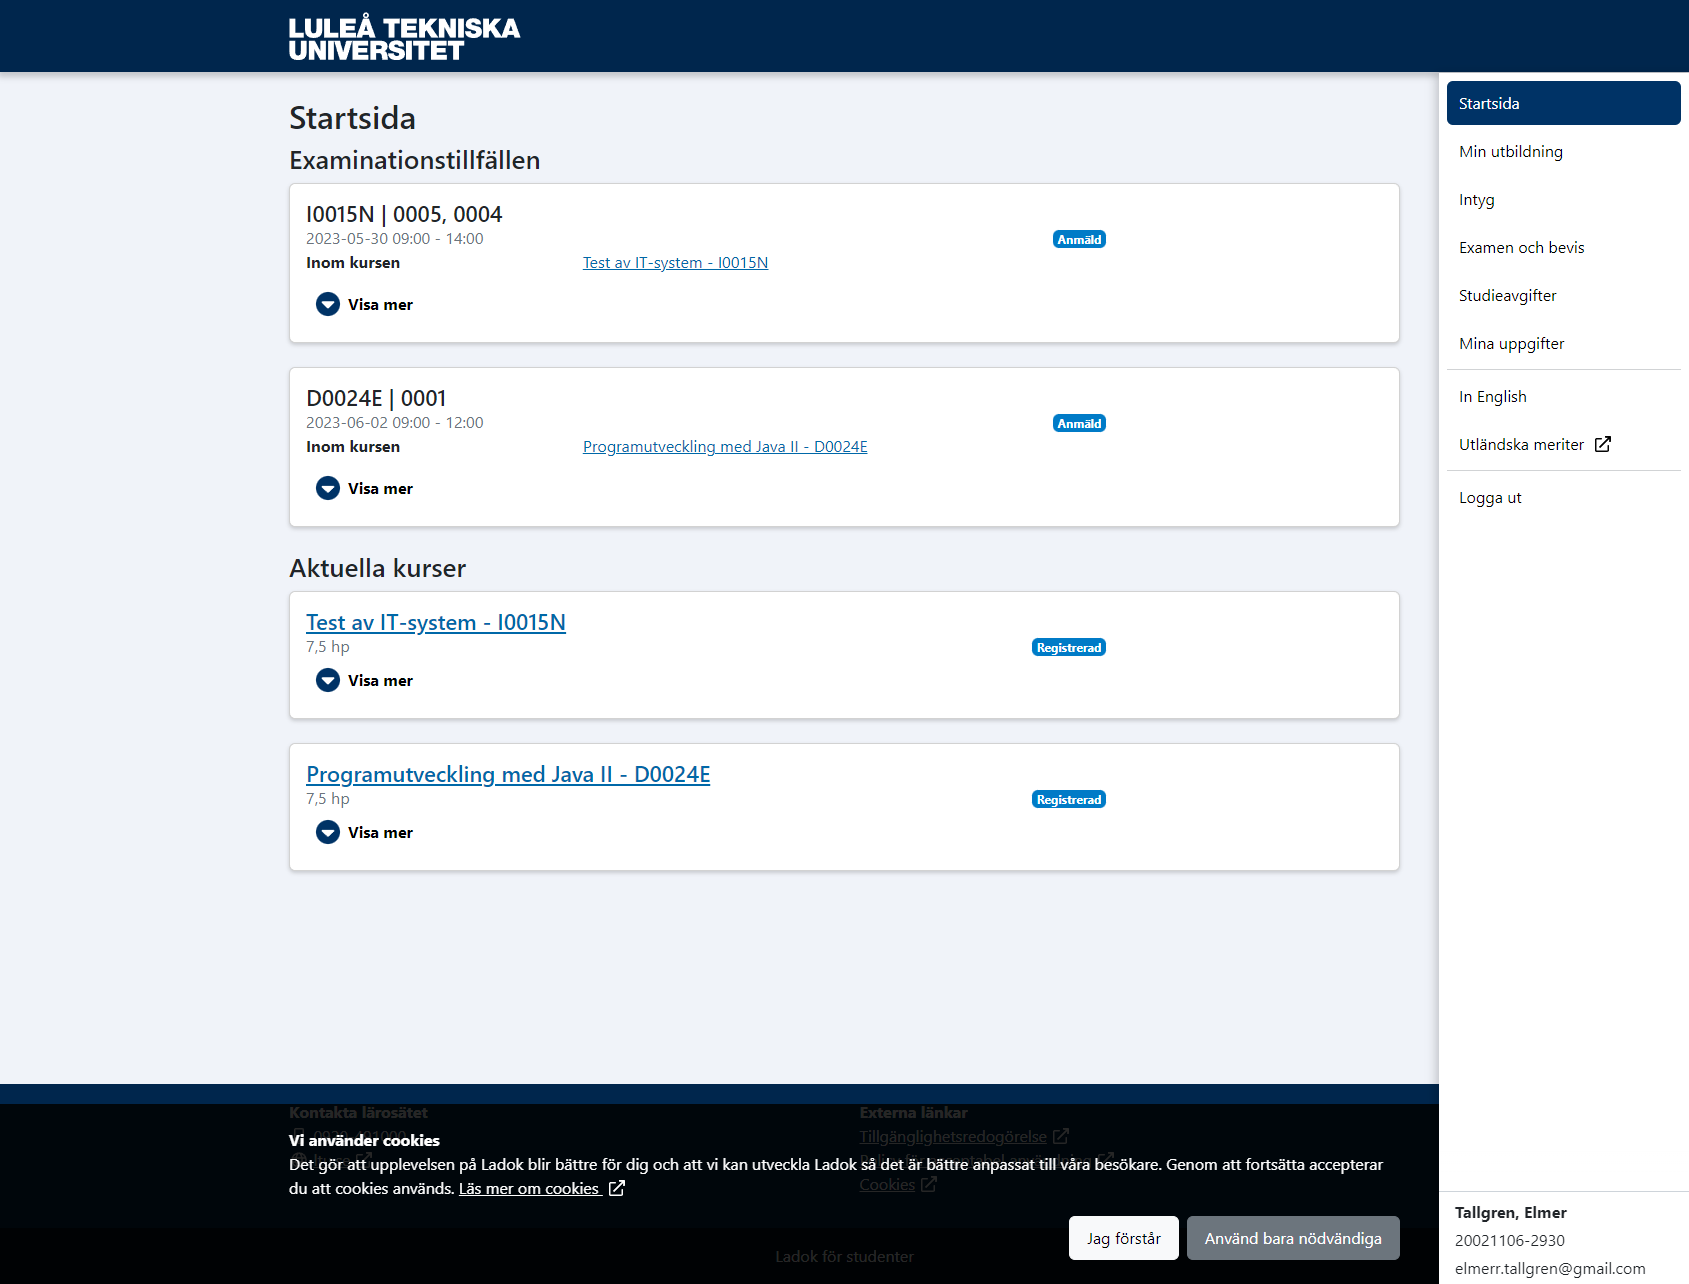 LULEÅ TEKNISKA
UNIVERSITET
Startsida
Examinationstillfällen
I0015N | 0005, 0004
2023-05-30 09:00 - 14:00
Anmäld
Inom kursen
Test av IT-system - I0015N
Visa mer
D0024E | 0001
2023-06-02 09:00 - 12:00
Anmäld
Inom kursen
Programutveckling med Java II - D0024E
Visa mer
Aktuella kurser
Test av IT-system - I0015N
7,5 hp
Registrerad
Visa mer
Programutveckling med Java II - D0024E
7,5 hp
Registrerad
Visa mer
Startsida
Min utbildning
Intyg
Examen och bevis
Studieavgifter
Mina uppgifter
In English
Utländska meriter
Logga ut
Kontakta lärosätet
Externa länkar
Tillgänglighetsredogörelse
Cookies
Vi använder cookies
Det gör att upplevelsen på Ladok blir bättre för dig och att vi kan utveckla Ladok så det är bättre anpassat till våra besökare. Genom att fortsätta accepterar
du att cookies används. Läs mer om cookies
Jag förstår
Använd bara nödvändiga
Ladok för studenter
Tallgren, Elmer
20021106-2930
elmerr.tallgren@gmail.com